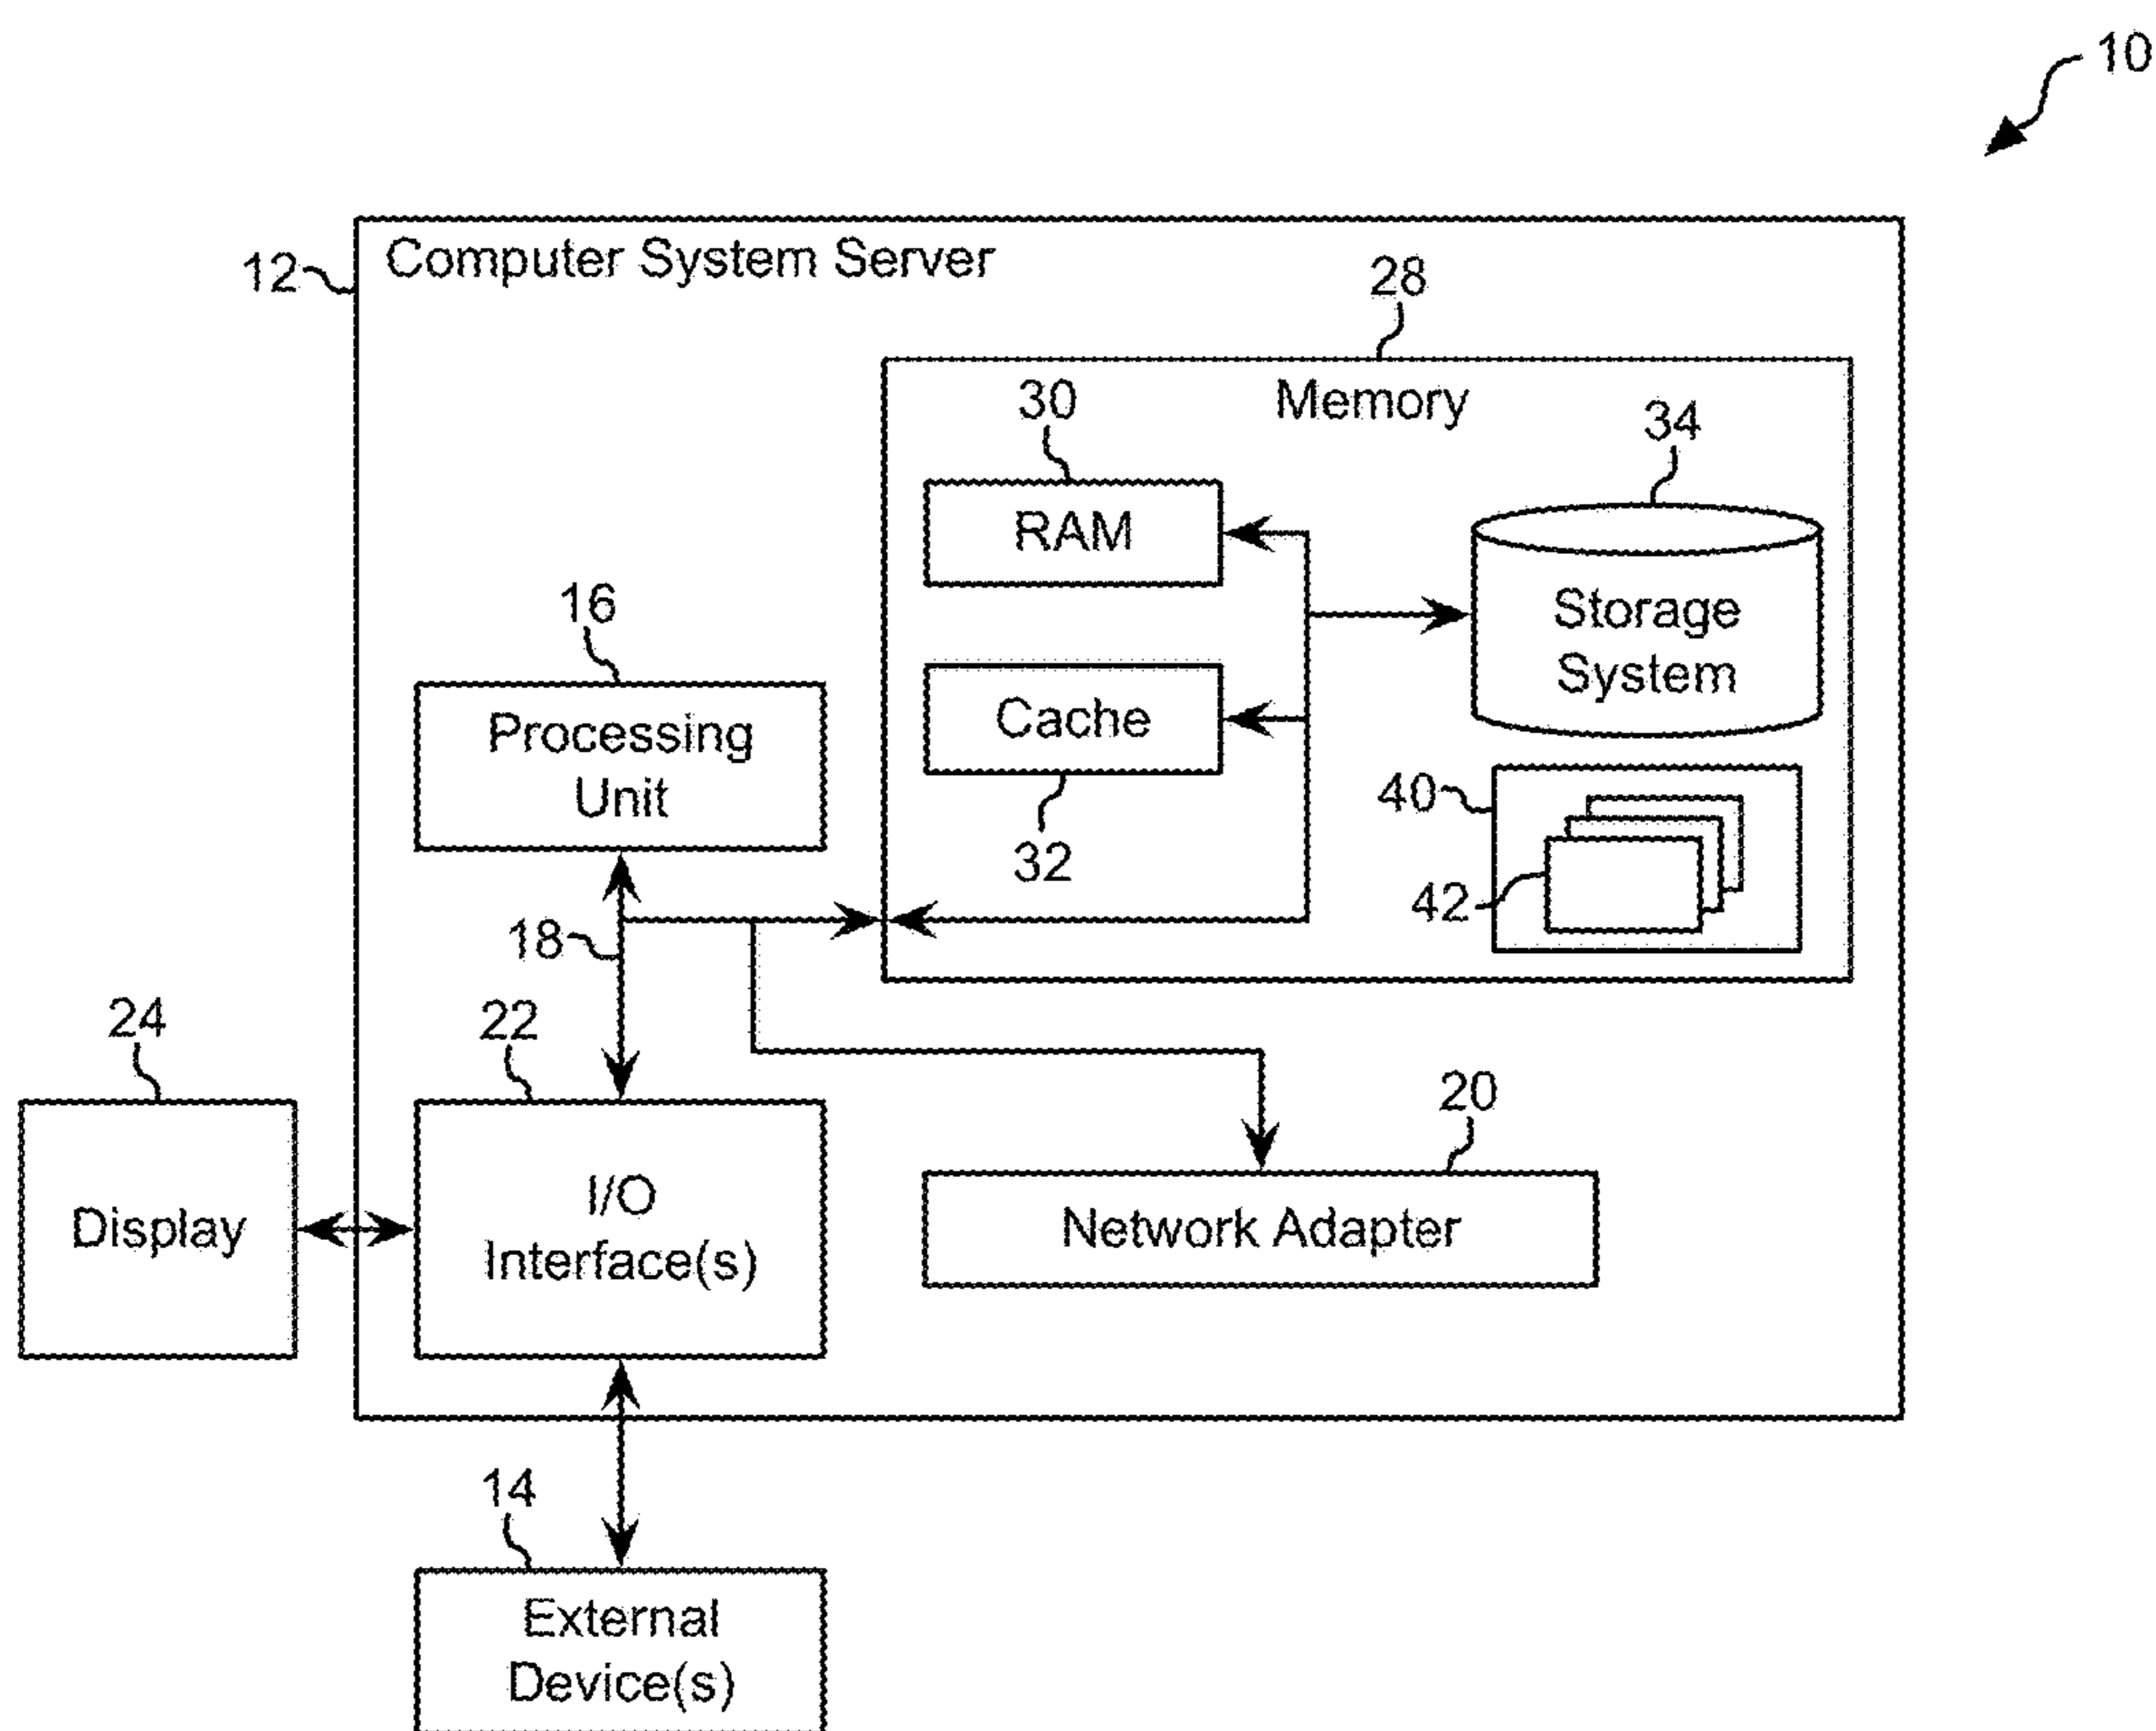 10
12
Computer System Server
28
Memory
30
RAM
34
Storage
System
16
Processing
Unit
Cache
32
40
42
18
24
Display
22
I/O
Interface(s)
20
Network Adapter
14
External
Device(s)